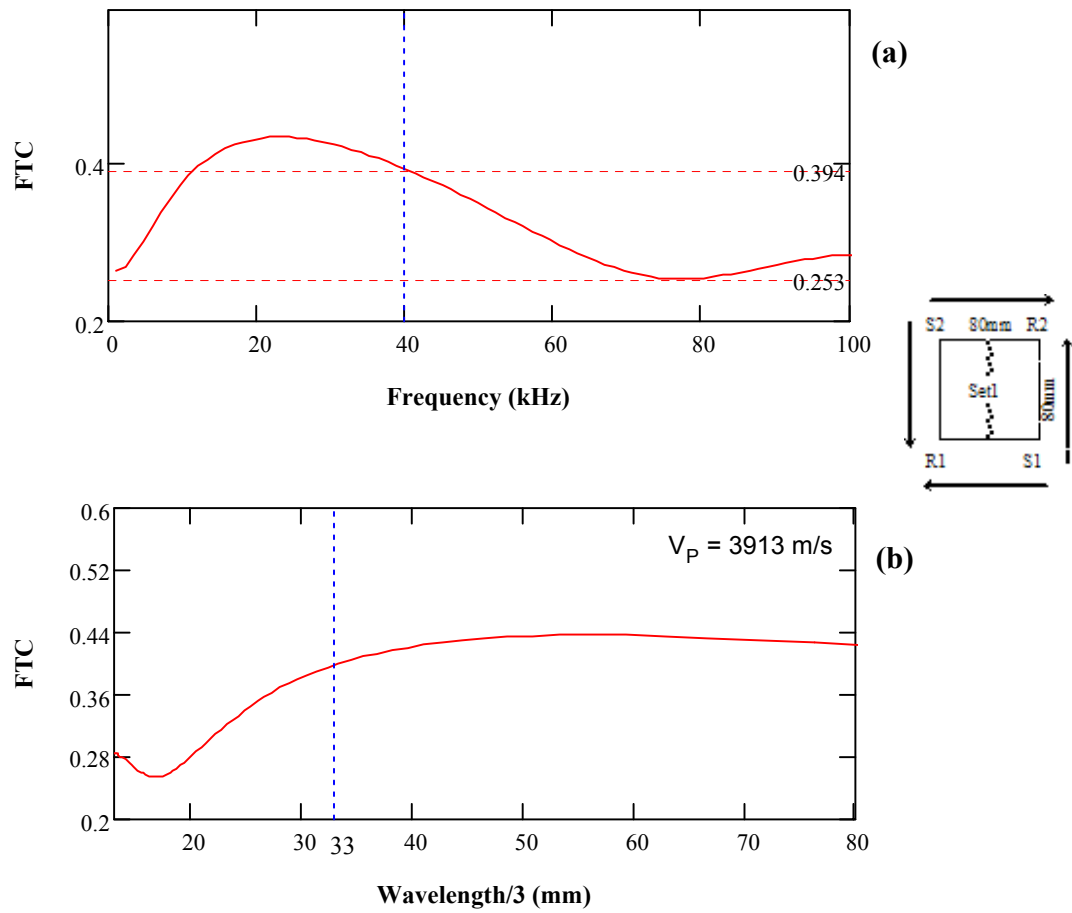 (a)
FTC
0.4
0.2
0.394
0.253
0 20 40 60 80 100
Frequency (kHz)
S2 80mm R2
Set1
80mm
R1 S1
(b)
V_P = 3913 m/s
FTC
0.6
0.52
0.44
0.36
0.28
0.2
20 30 33 40 50 60 70 80
Wavelength/3 (mm)